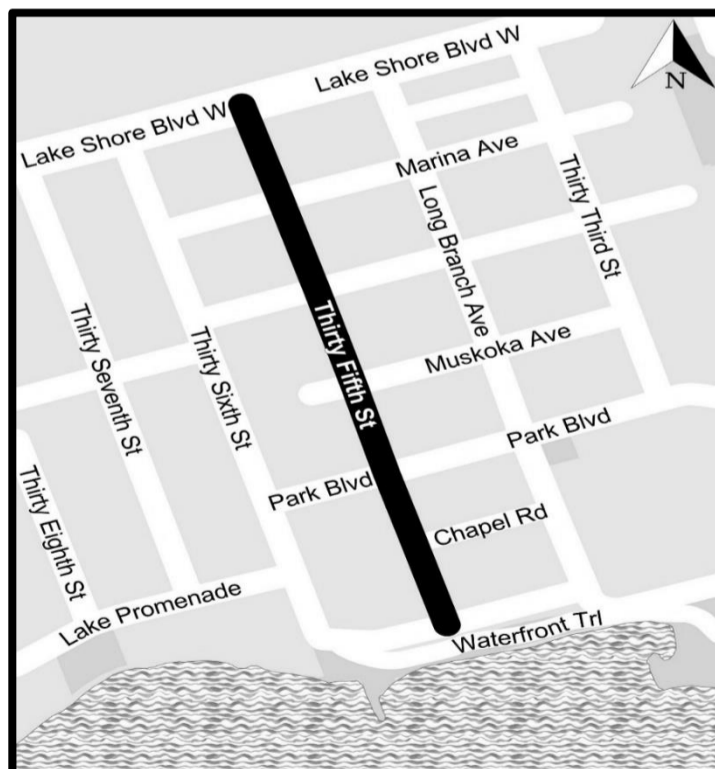 Lake Shore Blvd W
N
Lake Shore Blvd W
Marina Ave
Thirty Third St
Long Branch Ave
Thirty Fifth St
Thirty Seventh St
Thirty Sixth St
Muskoka Ave
Park Blvd
Park Blvd
Thirty Eighth St
Chapel Rd
Lake Promenade
Waterfront Trl